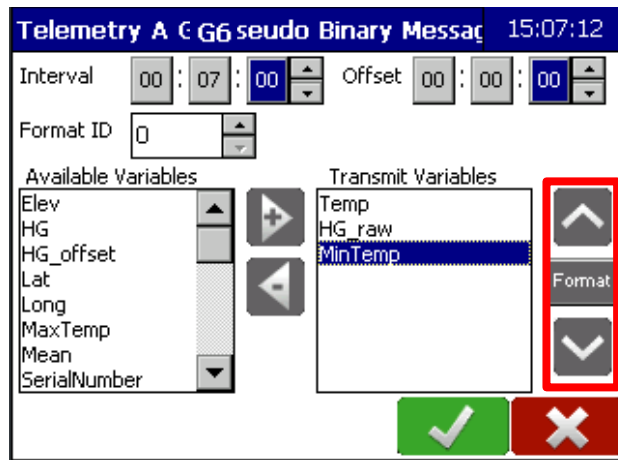 Telemetry A G G6 seudo Binary Messag 15:07:12
Interval 00 : 07 : 00 Offset 00 : 00 : 00
Format ID 0
Available Variables Transmit Variables
Elev Temp
HG HG_raw
HG_offset MinTemp
Lat
Format
Long
MaxTemp
Mean
SerialNumber